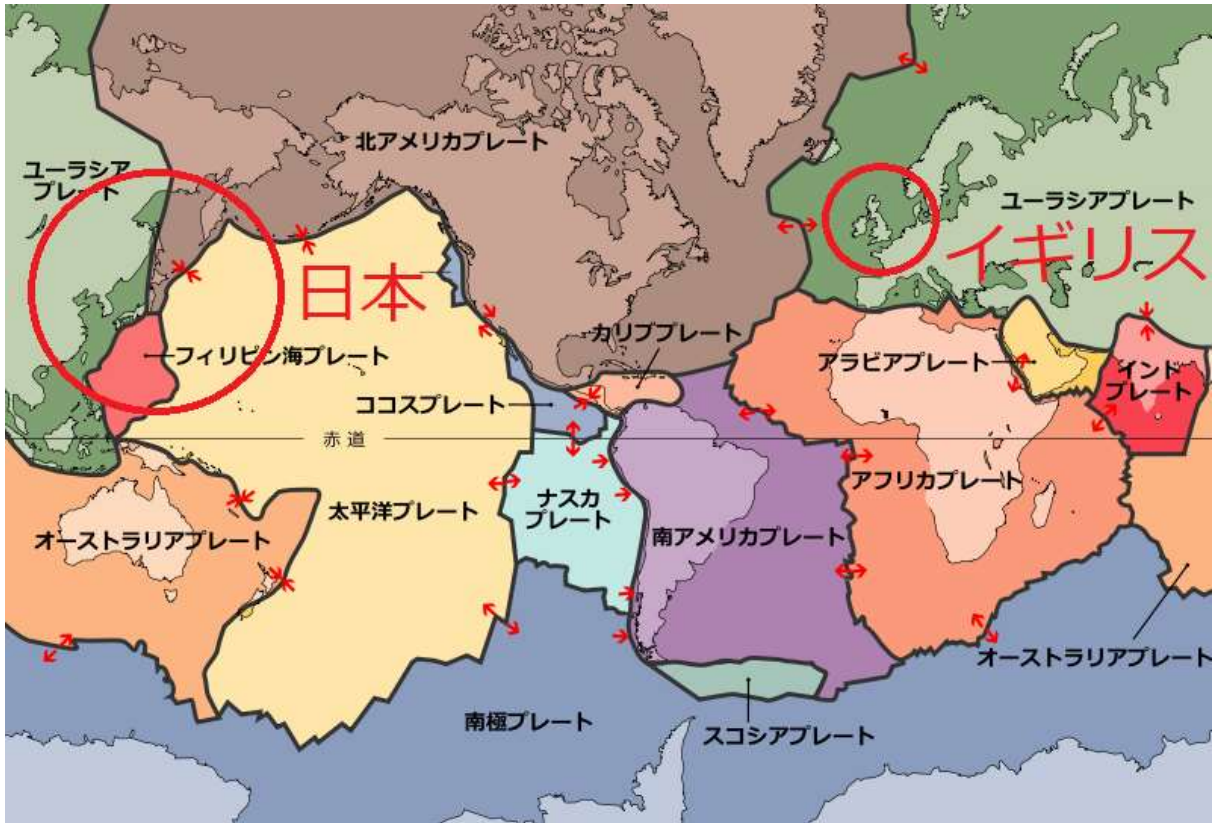 北アメリカプレート
ユーラシア
プレート
ユーラシアプレート
イギリス
日本
フィリピン海プレート
カリブプレート
アラビアプレート
インド
プレート
ココスプレート
赤道
ナスカ
プレート
太平洋プレート
アフリカプレート
オーストラリアプレート
南アメリカプレート
オーストラリアプレート
南極プレート
スコシアプレート